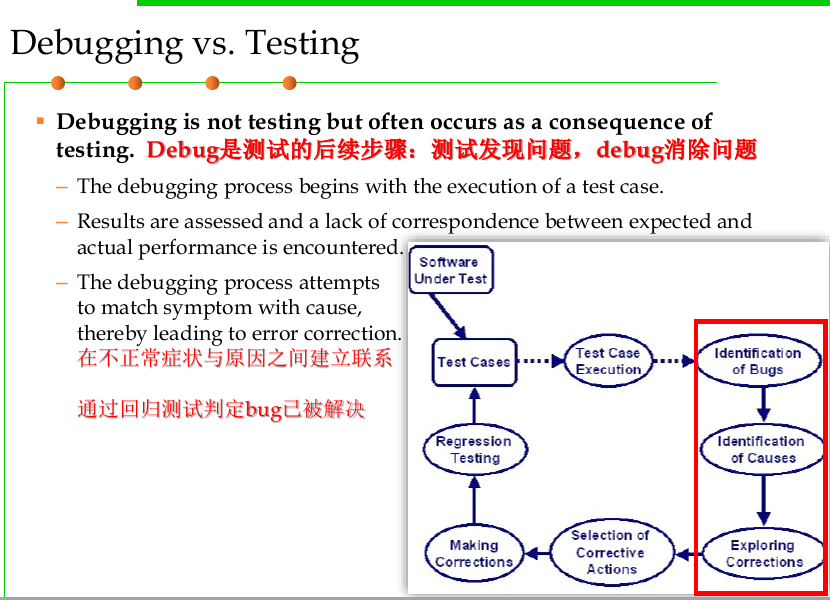 Debugging vs. Testing
Debugging is not testing but often occurs as a consequence of
testing. Debug是测试的后续步骤：测试发现问题，debug消除问题
– The debugging process begins with the execution of a test case.
– Results are assessed and a lack of correspondence between expected and
actual performance is encountered.
– The debugging process attempts
to match symptom with cause,
thereby leading to error correction.
在不正常症状与原因之间建立联系
通过回归测试判定bug已被解决
Software
Under Test
Test Cases
Test Case
Execution
Identification
of Bugs
Identification
of Causes
Exploring
Corrections
Selection of
Corrective
Actions
Making
Corrections
Regression
Testing